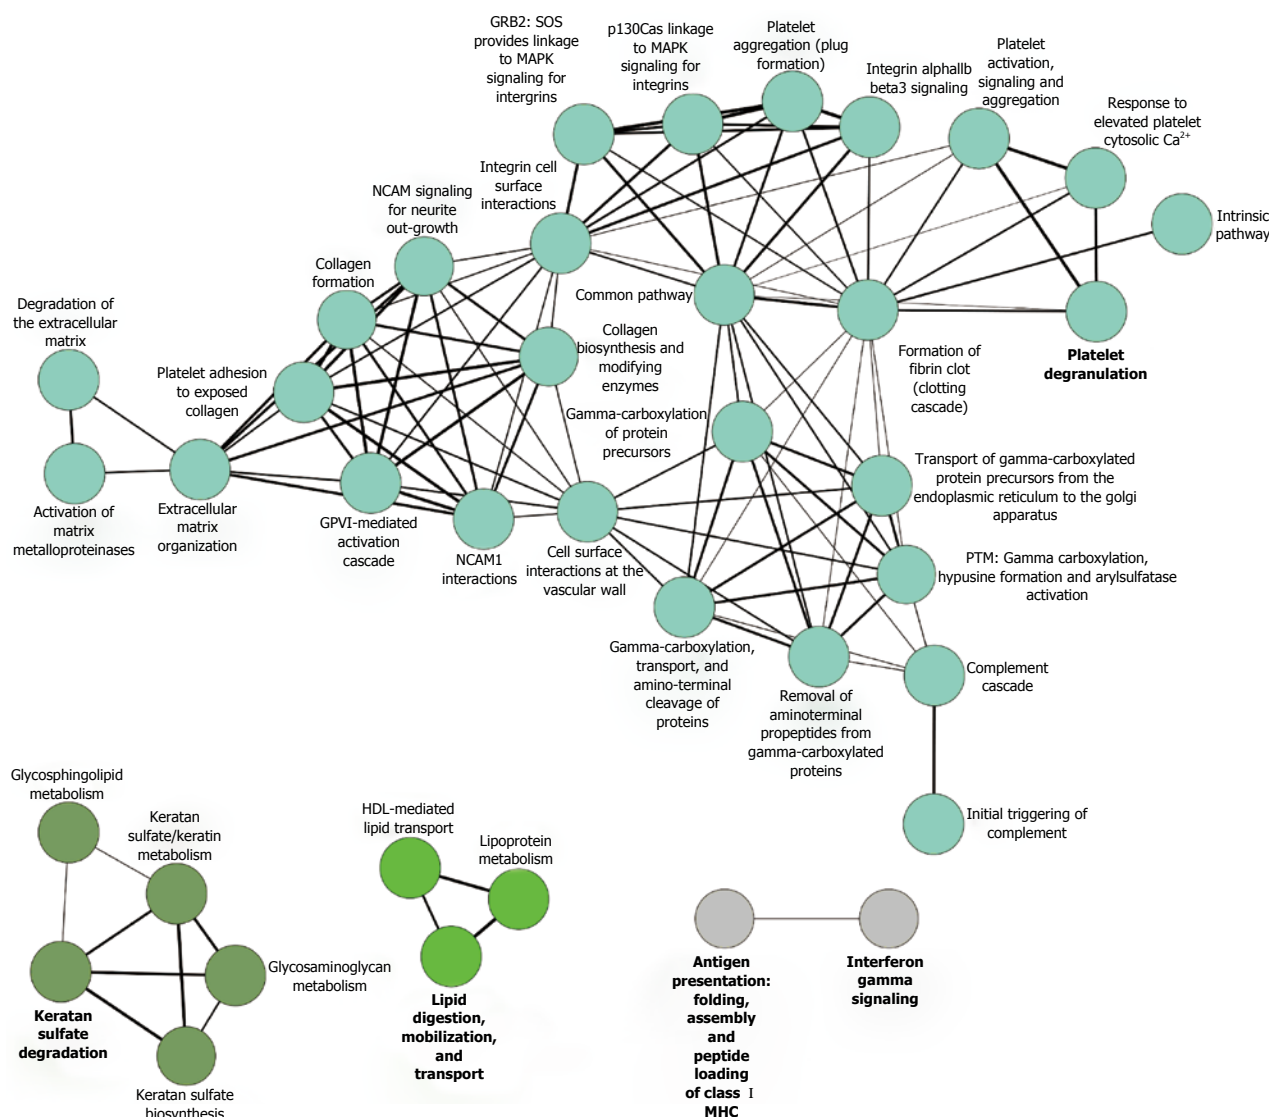 GRB2: SOS
provides linkage
to MAPK
signaling for
intergrins
p130Cas linkage
to MAPK
signaling for
integrins
Platelet
aggregation (plug
formation)
Integrin alphallb
beta3 signaling
Platelet
activation,
signaling and
aggregation
Response to
elevated platelet
cytosolic Ca²⁺
Intrinsic
pathway
Integrin cell
surface
interactions
NCAM signaling
for neurite
out-growth
Collagen
formation
Common pathway
Degradation of
the extracellular
matrix
Platelet adhesion
to exposed
collagen
Collagen
biosynthesis and
modifying
enzymes
Formation of
fibrin clot
(clotting
cascade)
Platelet
degranulation
Gamma-carboxylation
of protein
precursors
Transport of gamma-carboxylated
protein precursors from the
endoplasmic reticulum to the golgi
apparatus
Activation of
matrix
metalloproteinases
Extracellular
matrix
organization
GPVI-mediated
activation
cascade
NCAM1
interactions
Cell surface
interactions at the
vascular wall
PTM: Gamma carboxylation,
hypusine formation and arylsulfatase
activation
Gamma-carboxylation,
transport, and
amino-terminal
cleavage of
proteins
Removal of
aminoterminal
propeptides from
gamma-carboxylated
proteins
Complement
cascade
Initial triggering of
complement
Glycosphingolipid
metabolism
Keratan
sulfate/keratin
metabolism
Glycosaminoglycan
metabolism
Keratan
sulfate
degradation
Keratan sulfate
biosynthesis
HDL-mediated
lipid transport
Lipoprotein
metabolism
Lipid
digestion,
mobilization,
and
transport
Antigen
presentation:
folding,
assembly
and
peptide
loading
of class I
MHC
Interferon
gamma
signaling